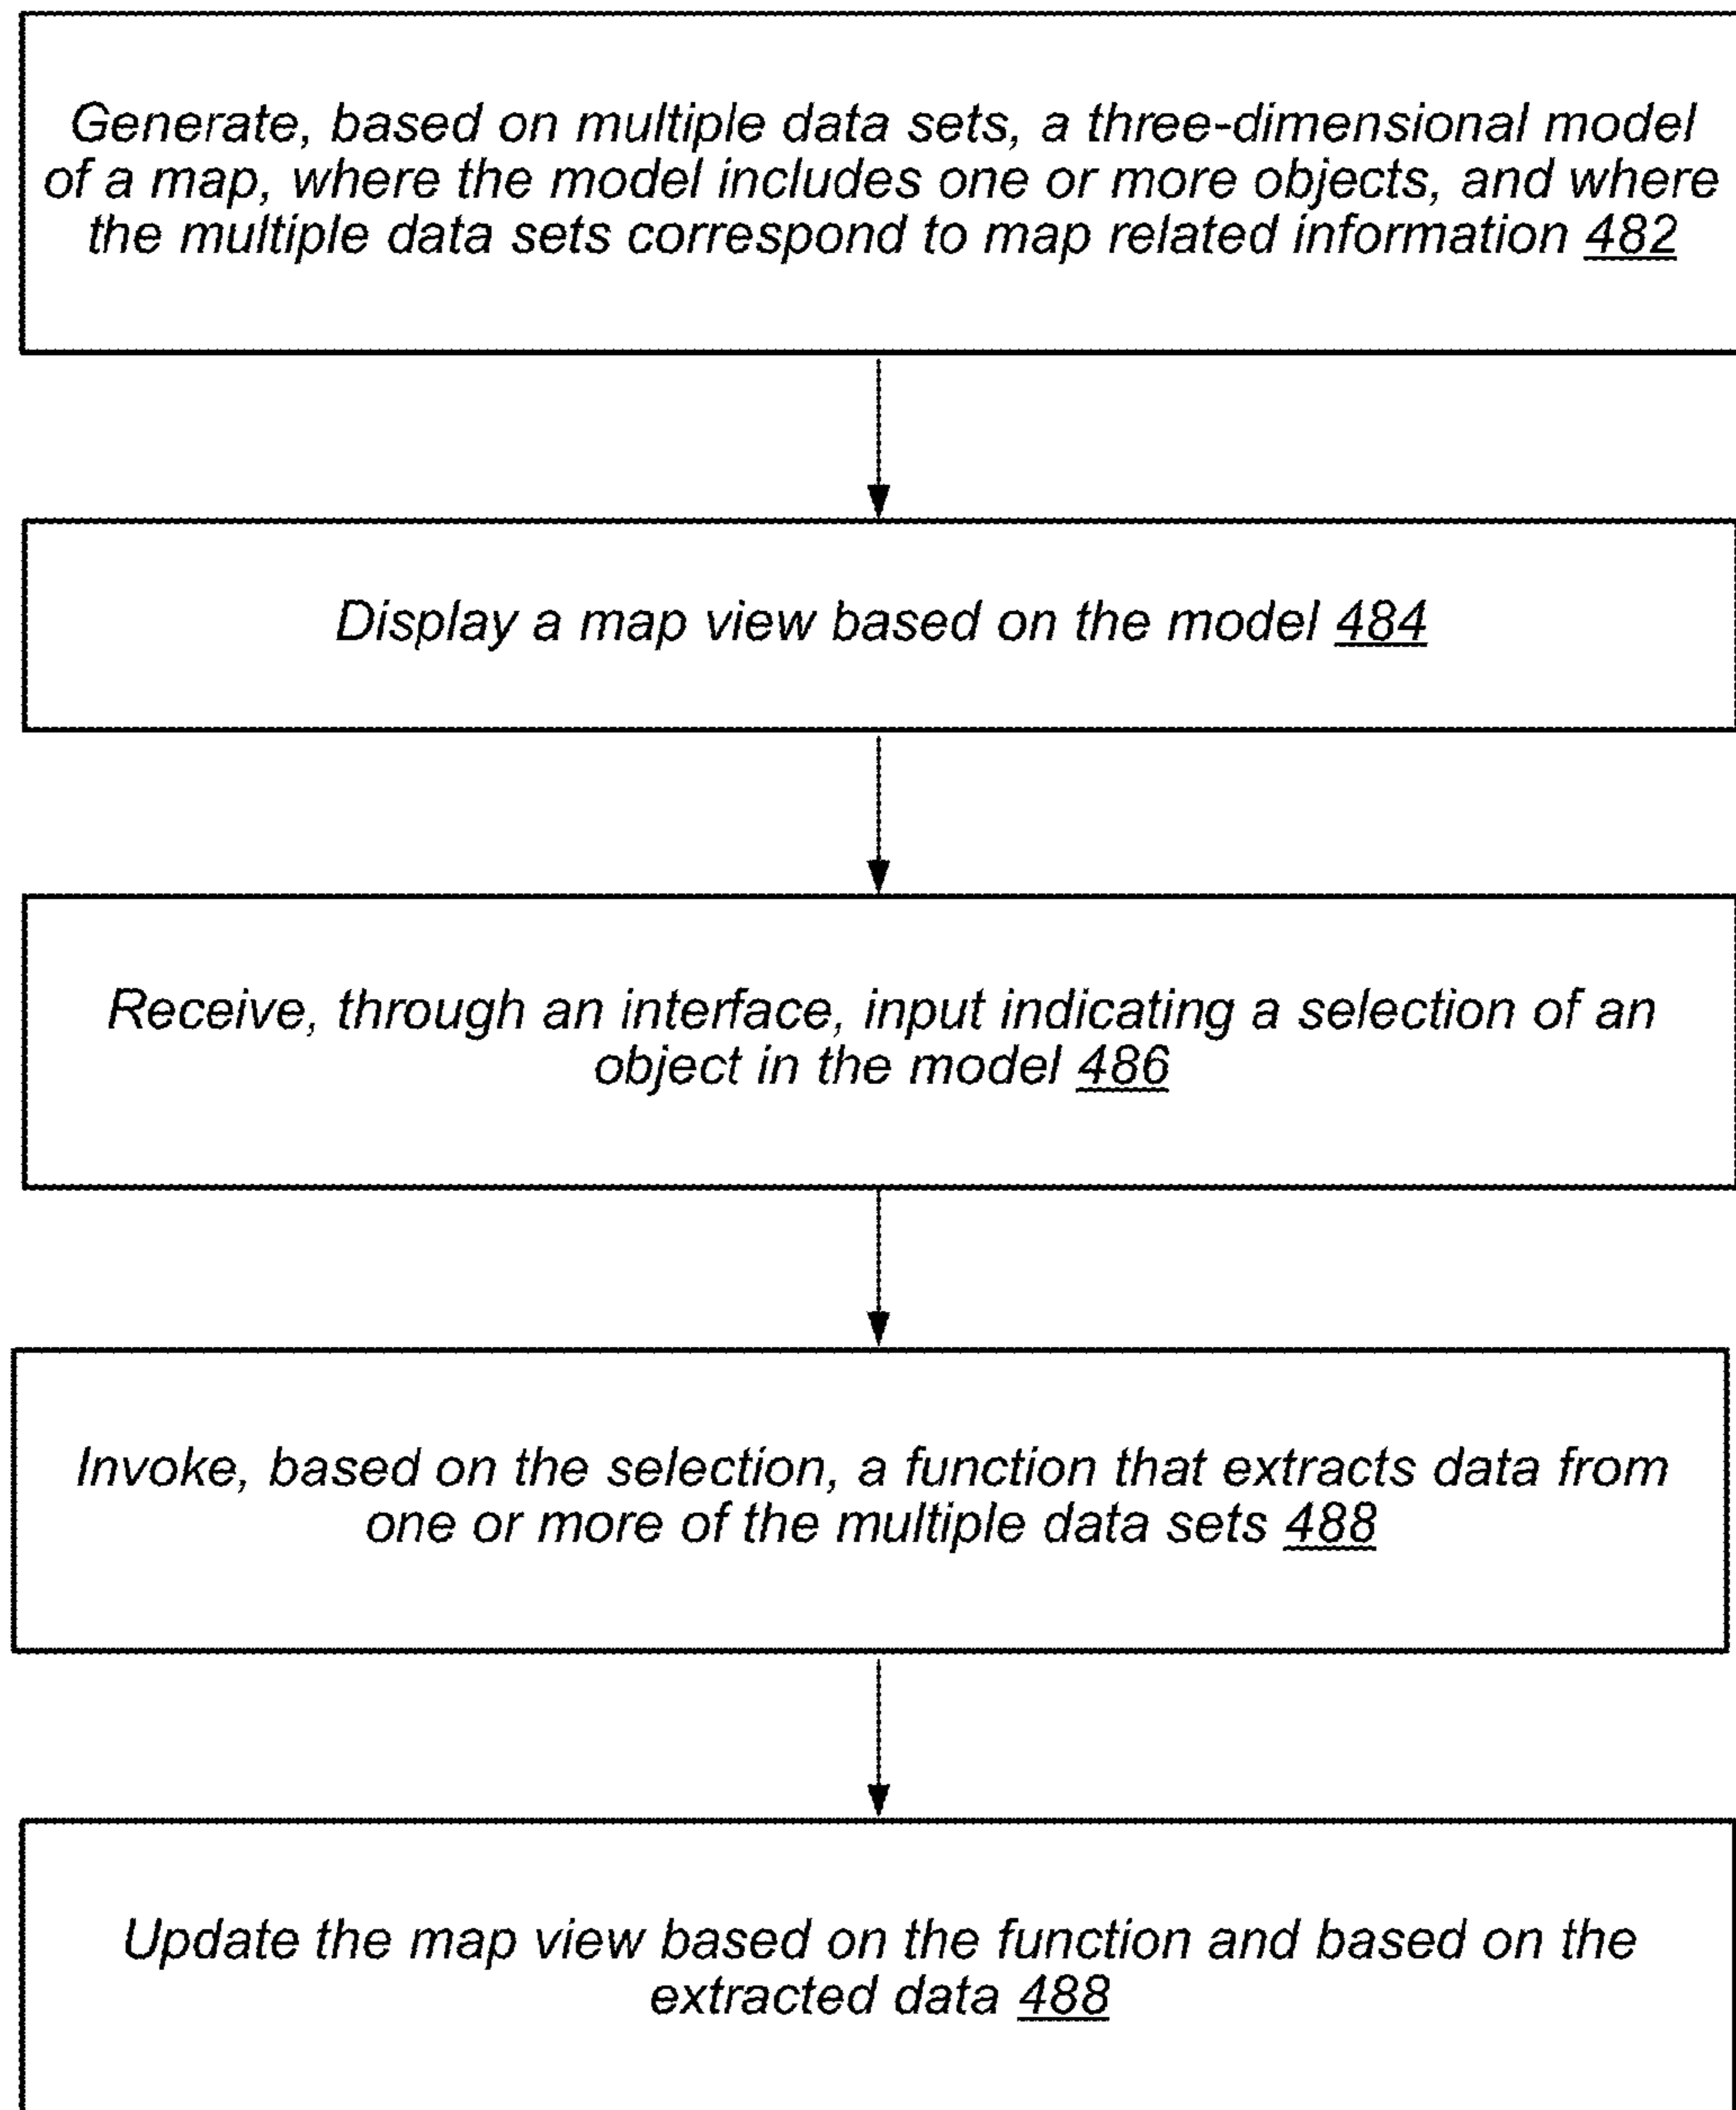 Generate, based on multiple data sets, a three-dimensional model
of a map, where the model includes one or more objects, and where
the multiple data sets correspond to map related information 482
Display a map view based on the model 484
Receive, through an interface, input indicating a selection of an
object in the model 486
Invoke, based on the selection, a function that extracts data from
one or more of the multiple data sets 488
Update the map view based on the function and based on the
extracted data 488